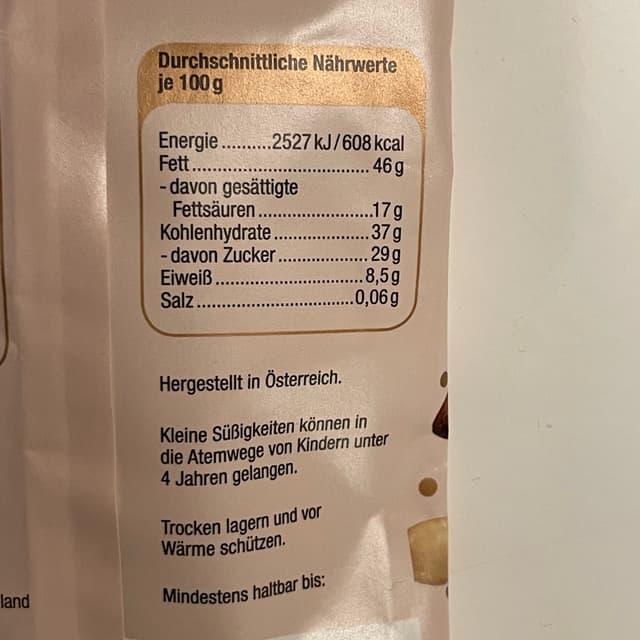 Durchschnittliche Nährwerte
je 100 g
Energie..........2527 kJ / 608 kcal
Fett.................................. 46 g
- davon gesättigte
Fettsäuren......................17 g
Kohlenhydrate..................37 g
- davon Zucker................. 29 g
Eiweiß.............................8,5 g
Salz..............................0,06 g
Hergestellt in Österreich.
Kleine Süßigkeiten können in
die Atemwege von Kindern unter
4 Jahren gelangen.
Trocken lagern und vor
Wärme schützen.
Mindestens haltbar bis:
land